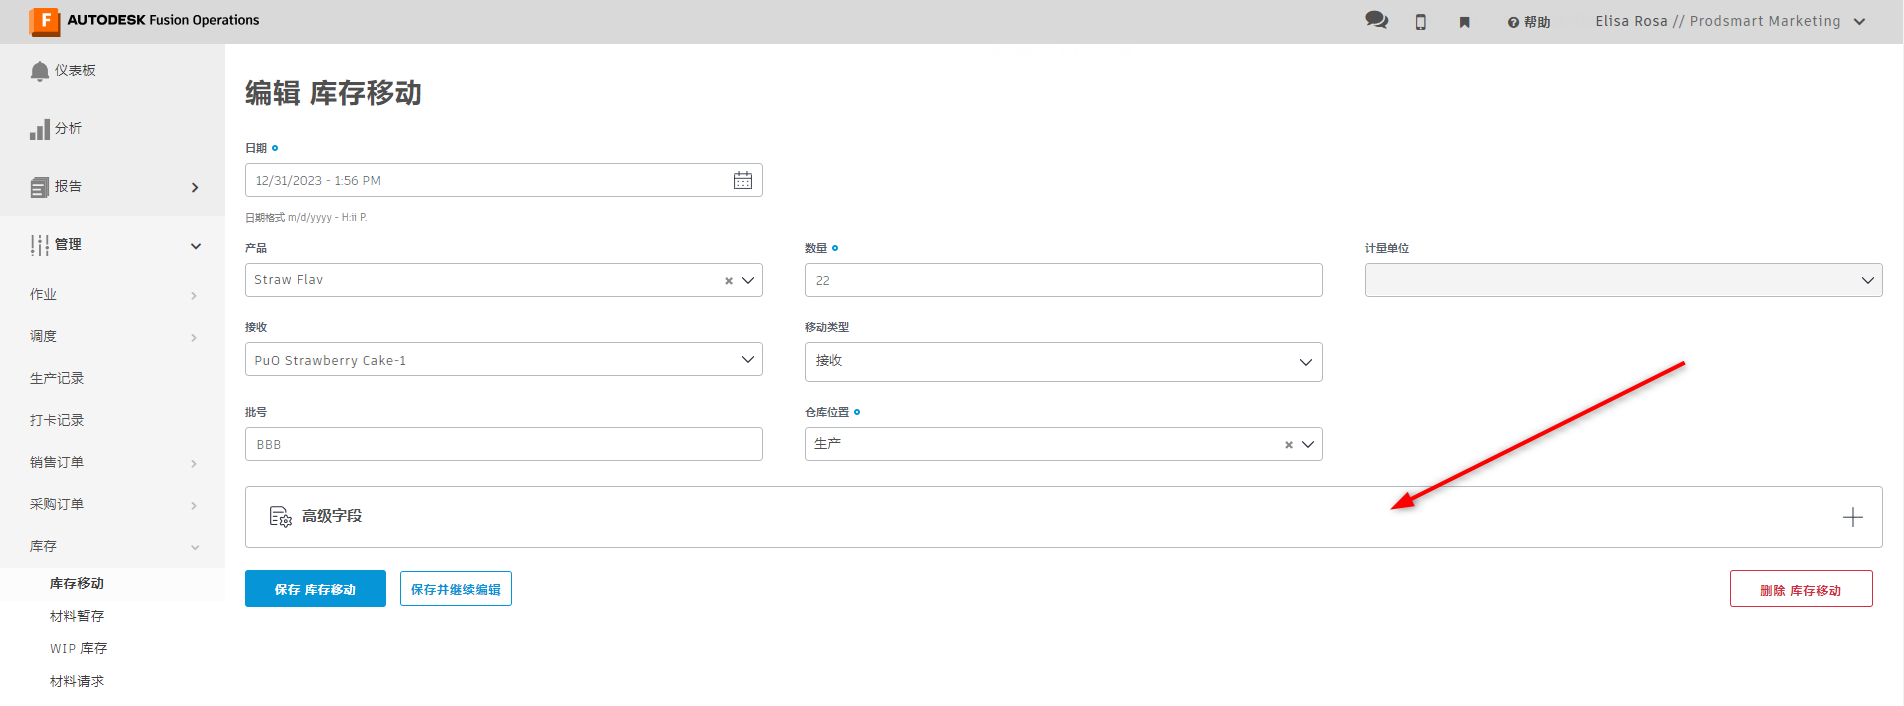 AUTODESK Fusion Operations
帮助
Elisa Rosa // Prodsmart Marketing
仪表板
分析
报告
管理
作业
调度
生产记录
打卡记录
销售订单
采购订单
库存
库存移动
材料暂存
WIP 库存
材料请求
编辑 库存移动
日期
12/31/2023 - 1:56 PM
日期格式 m/d/yyyy - H:ii P.
产品
数量
计量单位
Straw Flav
22
接收
移动类型
PuO Strawberry Cake-1
接收
批号
仓库位置
BBB
生产
高级字段
保存 库存移动
保存并继续编辑
删除 库存移动